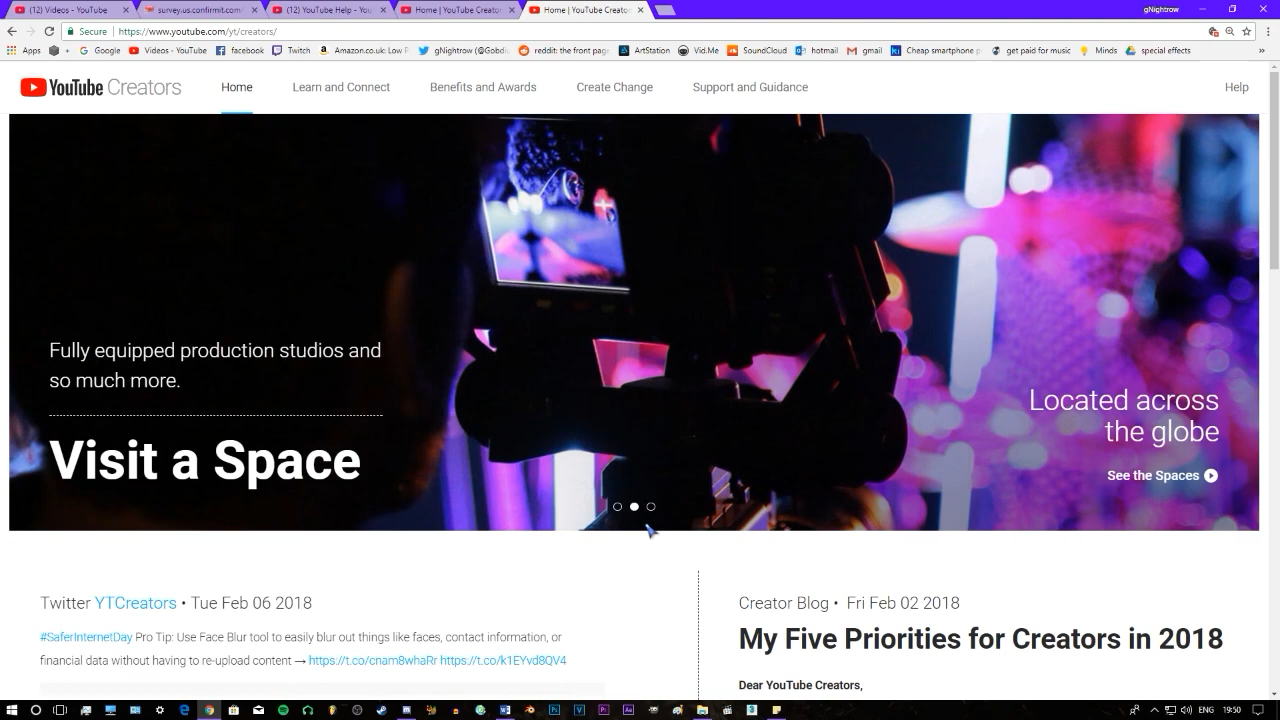 (12) Videos - YouTube
survey.us.confirmit.com
(12) YouTube Help - You
Home | YouTube Creator
Home | YouTube Creator
gNightrow
Secure
https://www.youtube.com/yt/creators/
Apps
Google
Videos - YouTube
facebook
Twitch
Amazon.co.uk: Low P
gNightrow (@Gobdi
reddit: the front page
ArtStation
Vid.Me
SoundCloud
hotmail
gmail
Cheap smartphone p
get paid for music
Minds
special effects
YouTube Creators
Home
Learn and Connect
Benefits and Awards
Create Change
Support and Guidance
Help
Fully equipped production studios and
so much more.
Visit a Space
Located across
the globe
See the Spaces
Twitter YTCreators • Tue Feb 06 2018
#SaferInternetDay Pro Tip: Use Face Blur tool to easily blur out things like faces, contact information, or
financial data without having to re-upload content → https://t.co/cnam8whaRr https://t.co/k1EYvd8QV4
Creator Blog • Fri Feb 02 2018
My Five Priorities for Creators in 2018
Dear YouTube Creators,
ENG
19:50